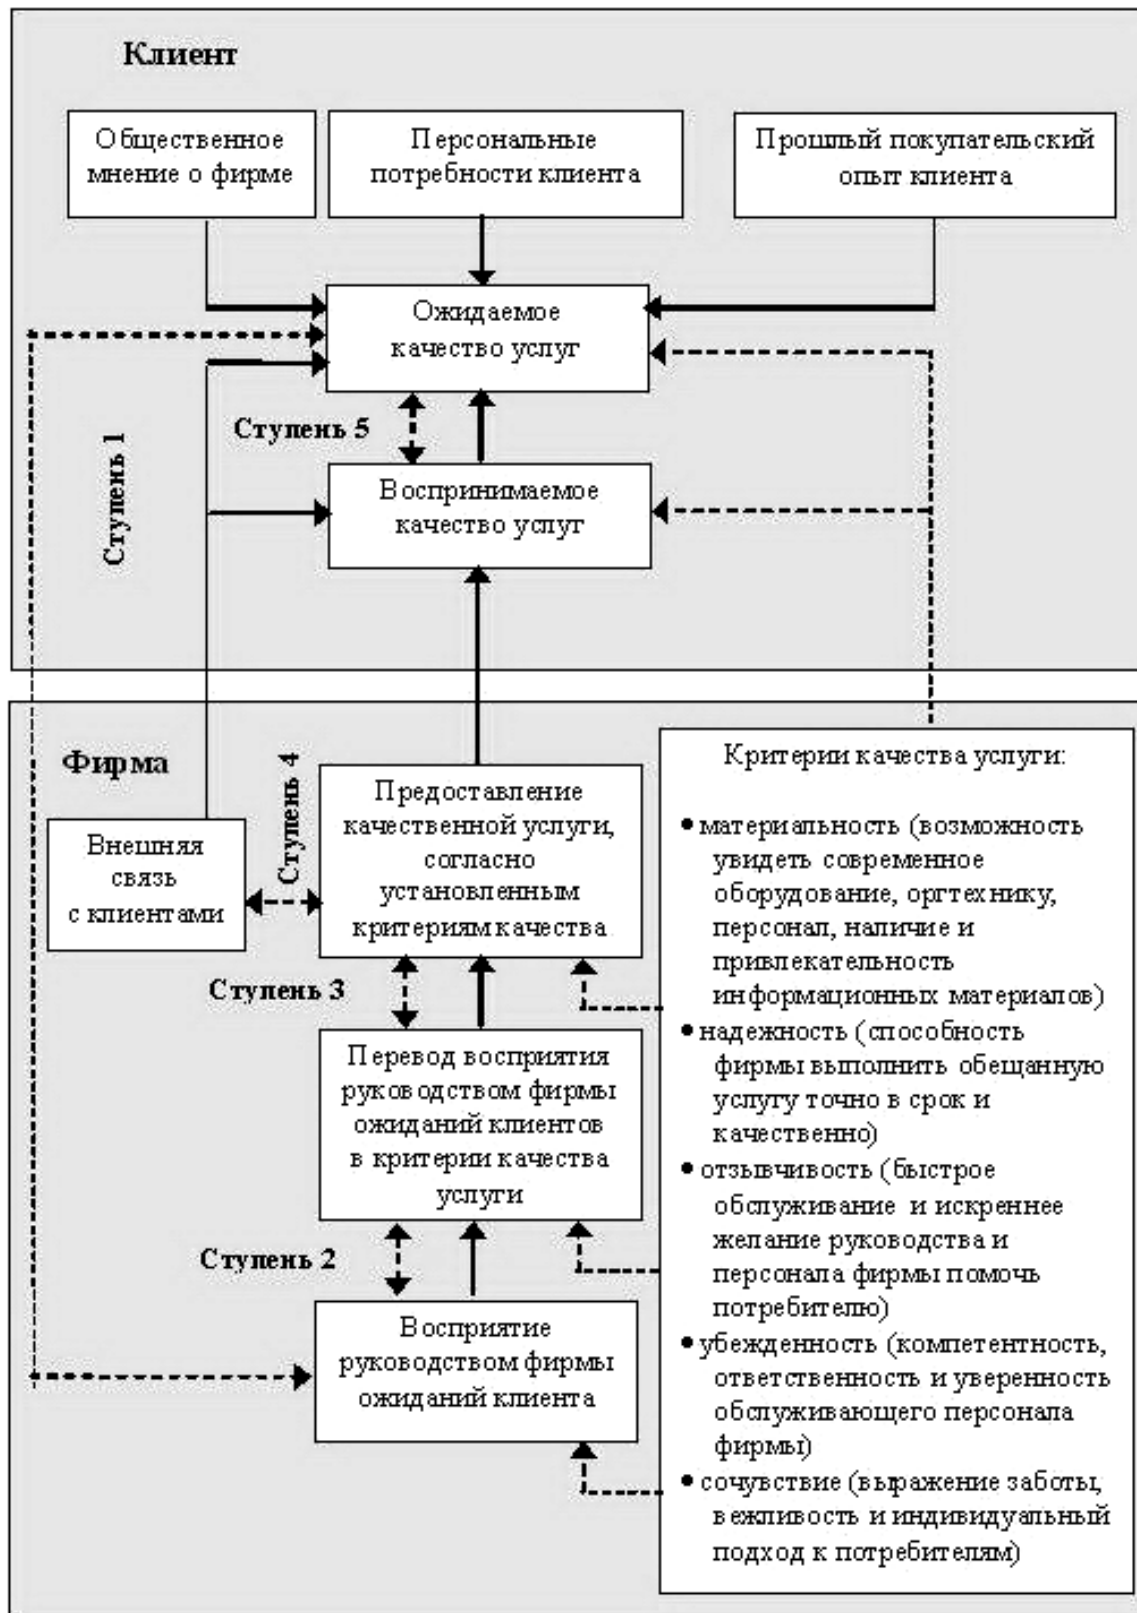 Клиент
Общественное
мнение о фирме
Персональные
потребности клиента
Прошлый покупательский
опыт клиента
Ожидаемое
качество услуг
Ступень 5
Ступень 1
Воспринимаемое
качество услуг
Фирма
Ступень 4
Внешняя
связь
с клиентами
Предоставление
качественной услуги,
согласно
установленным
критериям качества
Ступень 3
Перевод восприятия
руководством фирмы
ожиданий клиентов
в критерии качества
услуги
Ступень 2
Восприятие
руководством фирмы
ожиданий клиента
Критерии качества услуги:
• материальность (возможность
увидеть современное
оборудование, оргтехнику,
персонал, наличие и
привлекательность
информационных материалов)
• надежность (способность
фирмы выполнить обещанную
услугу точно в срок и
качественно)
• отзывчивость (быстрое
обслуживание и искреннее
желание руководства и
персонала фирмы помочь
потребителю)
• убежденность (компетентность,
ответственность и уверенность
обслуживающего персонала
фирмы)
• сочувствие (выражение заботы,
вежливость и индивидуальный
подход к потребителям)